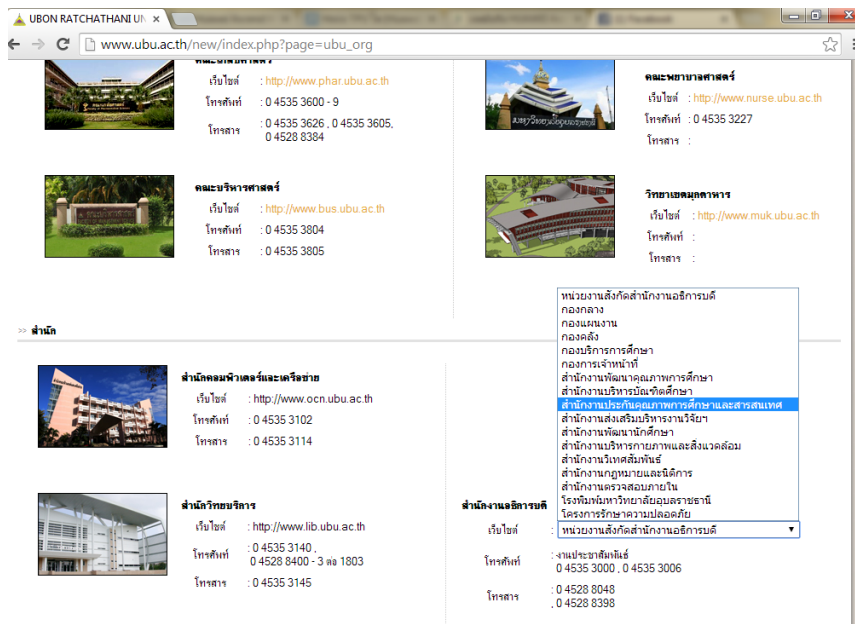 UBON RATCHATHANI UN
www.ubu.ac.th/new/index.php?page=ubu_org
เว็บไซต์ : http://www.phar.ubu.ac.th
โทรศัพท์ : 0 4535 3600 - 9
โทรสาร : 0 4535 3626 , 0 4535 3605,
0 4528 8384
คณะพยาบาลศาสตร์
เว็บไซต์ : http://www.nurse.ubu.ac.th
โทรศัพท์ : 0 4535 3227
โทรสาร :
คณะบริหารศาสตร์
เว็บไซต์ : http://www.bus.ubu.ac.th
โทรศัพท์ : 0 4535 3804
โทรสาร : 0 4535 3805
วิทยาเขตมุกดาหาร
เว็บไซต์ : http://www.muk.ubu.ac.th
โทรศัพท์ :
โทรสาร :
>> สำนัก
สำนักคอมพิวเตอร์และเครือข่าย
เว็บไซต์ : http://www.ocn.ubu.ac.th
โทรศัพท์ : 0 4535 3102
โทรสาร : 0 4535 3114
หน่วยงานสังกัดสำนักงานอธิการบดี
กองกลาง
กองแผนงาน
กองคลัง
กองบริการการศึกษา
กองการเจ้าหน้าที่
สำนักงานพัฒนาคุณภาพการศึกษา
สำนักงานบริหารบัณฑิตศึกษา
สำนักงานประกันคุณภาพการศึกษาและสารสนเทศ
สำนักงานส่งเสริมบริหารงานวิจัยฯ
สำนักงานพัฒนานักศึกษา
สำนักงานบริหารกายภาพและสิ่งแวดล้อม
สำนักงานวิเทศสัมพันธ์
สำนักงานกฎหมายและนิติการ
สำนักงานตรวจสอบภายใน
โรงพิมพ์มหาวิทยาลัยอุบลราชธานี
โครงการรักษาความปลอดภัย
สำนักวิทยบริการ
เว็บไซต์ : http://www.lib.ubu.ac.th
โทรศัพท์ : 0 4535 3140 ,
0 4528 8400 - 3 ต่อ 1803
โทรสาร : 0 4535 3145
สำนักงานอธิการบดี
เว็บไซต์ : หน่วยงานสังกัดสำนักงานอธิการบดี
โทรศัพท์ : งานประชาสัมพันธ์
0 4535 3000 , 0 4535 3006
โทรสาร : 0 4528 8048
, 0 4528 8398